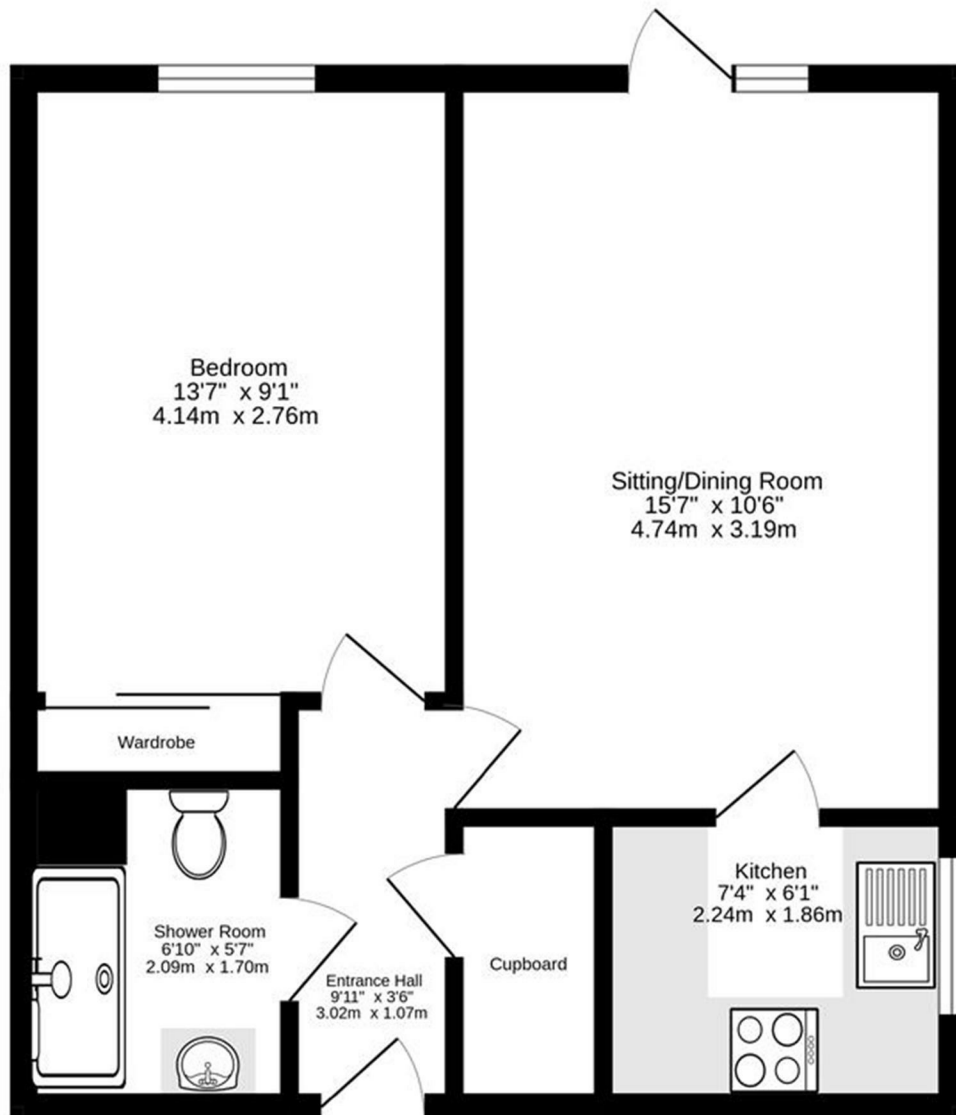 Bedroom
13'7" x 9'1"
4.14m x 2.76m
Sitting/Dining Room
15'7" x 10'6"
4.74m x 3.19m
Wardrobe
Kitchen
7'4" x 6'1"
2.24m x 1.86m
Shower Room
6'10" x 5'7"
2.09m x 1.70m
Entrance Hall
9'11" x 3'6"
3.02m x 1.07m
Cupboard